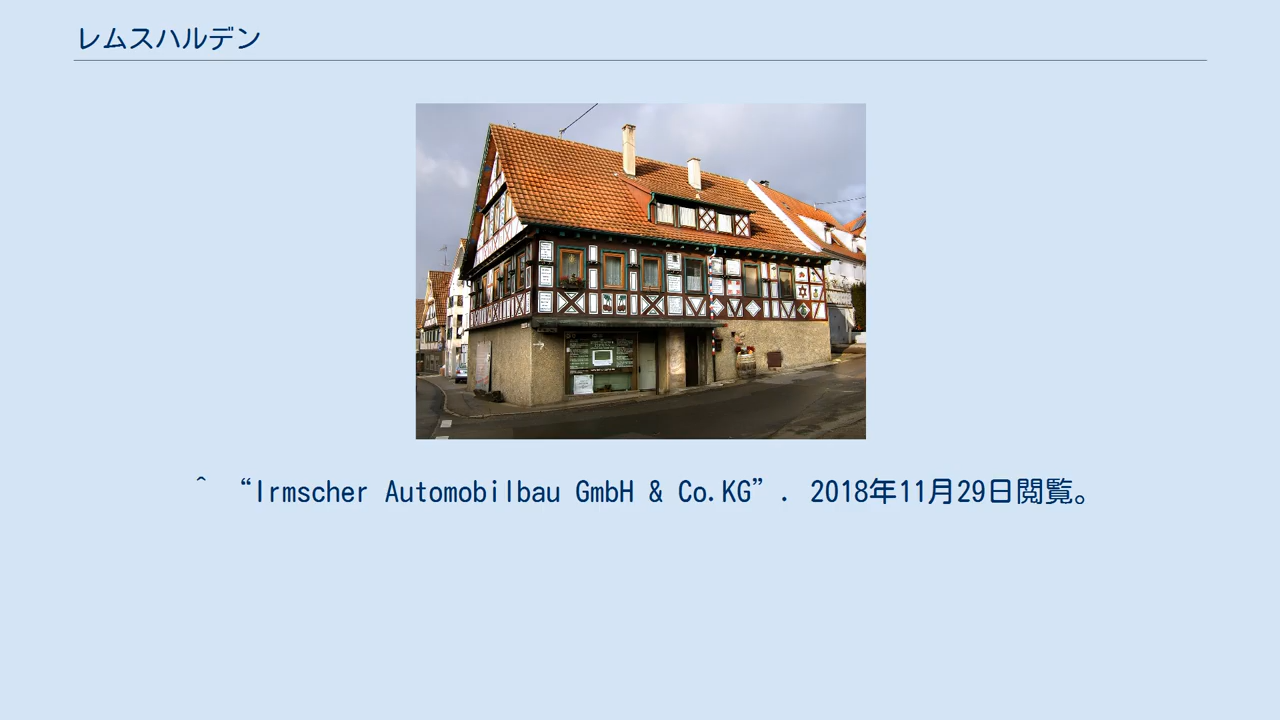 レムスハルデン
^ “Irmscher Automobilbau GmbH & Co.KG”. 2018年11月29日閲覧。